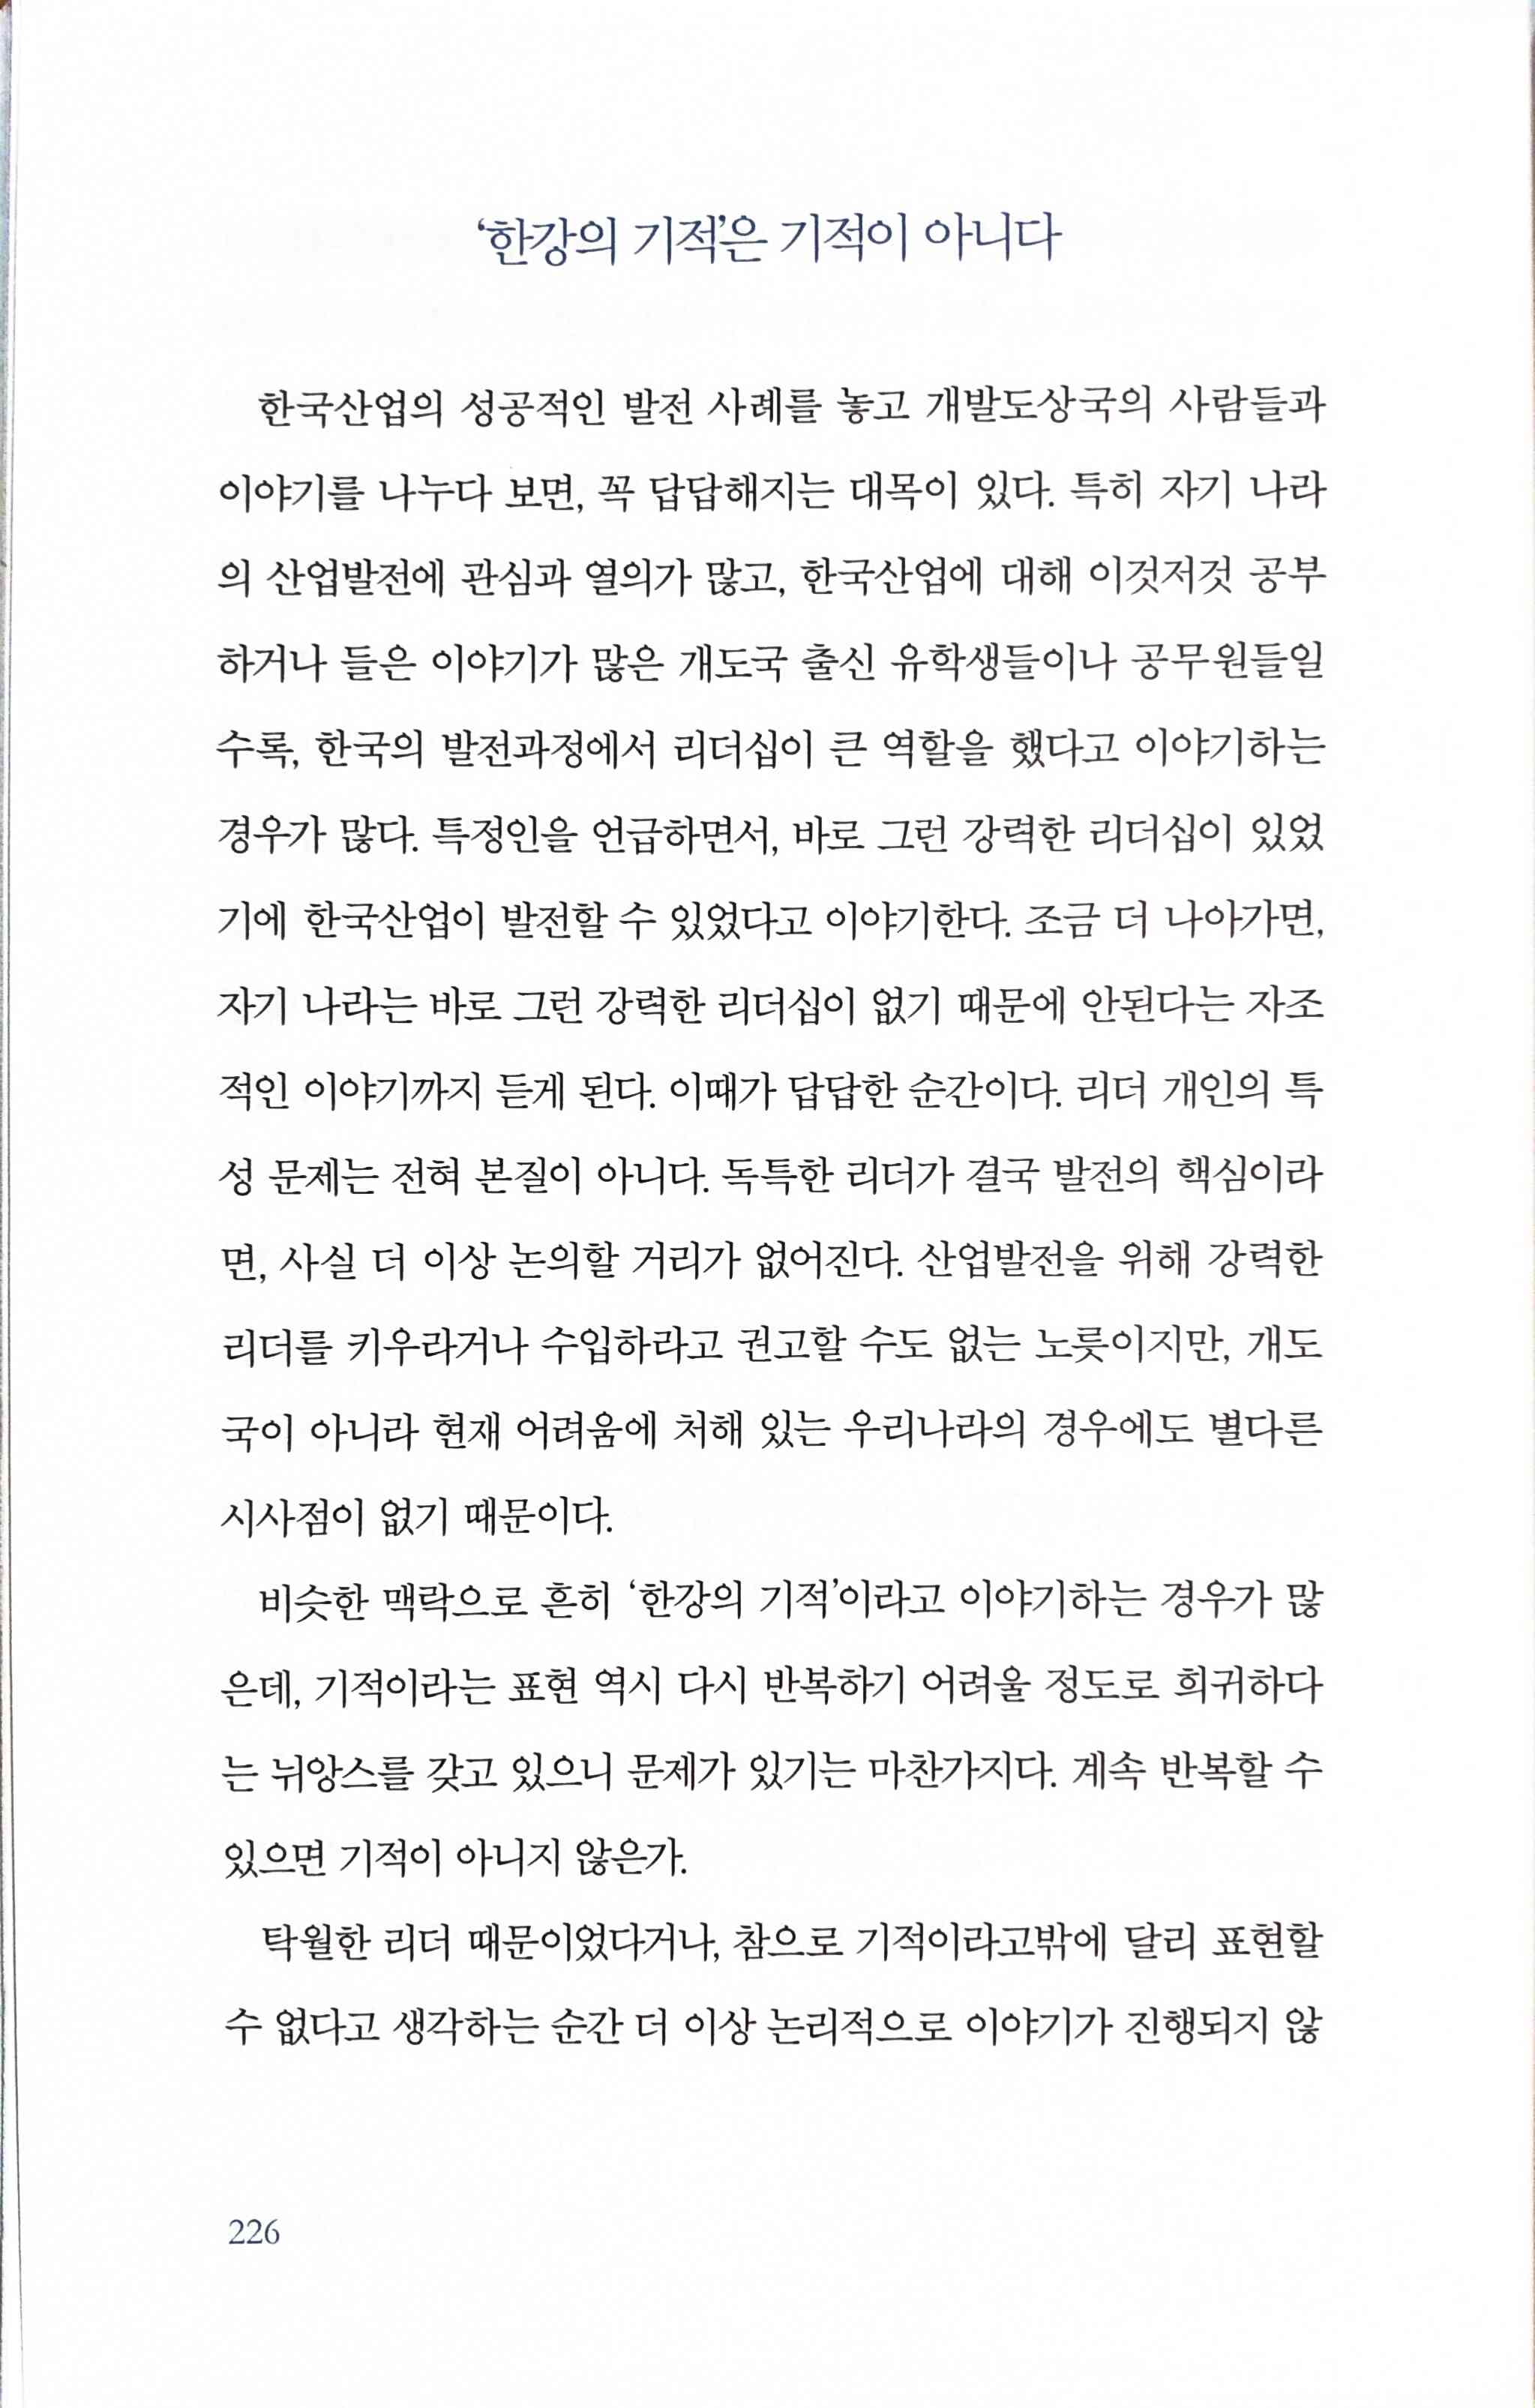 ‘한강의 기적’은 기적이 아니다
한국산업의 성공적인 발전 사례를 놓고 개발도상국의 사람들과
이야기를 나누다 보면, 꼭 답답해지는 대목이 있다. 특히 자기 나라
의 산업발전에 관심과 열의가 많고, 한국산업에 대해 이것저것 공부
하거나 들은 이야기가 많은 개도국 출신 유학생들이나 공무원들일
수록, 한국의 발전과정에서 리더십이 큰 역할을 했다고 이야기하는
경우가 많다. 특정인을 언급하면서, 바로 그런 강력한 리더십이 있었
기에 한국산업이 발전할 수 있었다고 이야기한다. 조금 더 나아가면,
자기 나라는 바로 그런 강력한 리더십이 없기 때문에 안된다는 자조
적인 이야기까지 듣게 된다. 이때가 답답한 순간이다. 리더 개인의 특
성 문제는 전혀 본질이 아니다. 독특한 리더가 결국 발전의 핵심이라
면, 사실 더 이상 논의할 거리가 없어진다. 산업발전을 위해 강력한
리더를 키우라거나 수입하라고 권고할 수도 없는 노릇이지만, 개도
국이 아니라 현재 어려움에 처해 있는 우리나라의 경우에도 별다른
시사점이 없기 때문이다.
비슷한 맥락으로 흔히 ‘한강의 기적’이라고 이야기하는 경우가 많
은데, 기적이라는 표현 역시 다시 반복하기 어려울 정도로 희귀하다
는 뉘앙스를 갖고 있으니 문제가 있기는 마찬가지다. 계속 반복할 수
있으면 기적이 아니지 않은가.
탁월한 리더 때문이었다거나, 참으로 기적이라고밖에 달리 표현할
수 없다고 생각하는 순간 더 이상 논리적으로 이야기가 진행되지 않
226